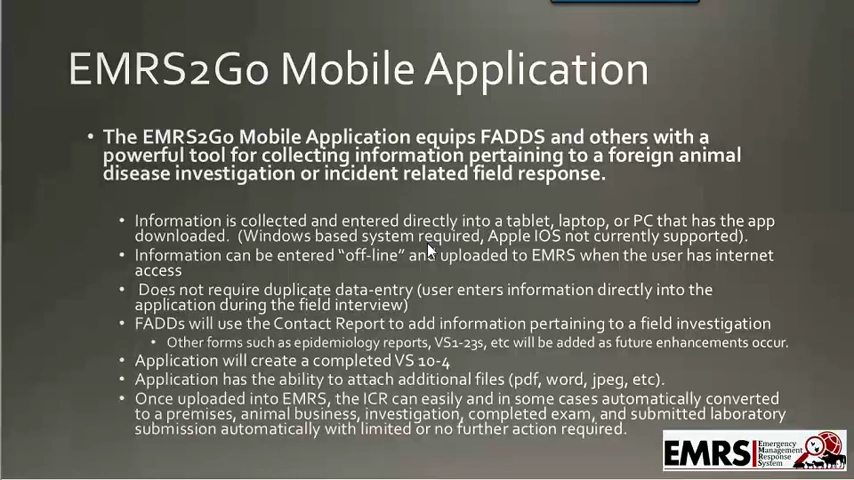 EMRS2Go Mobile Application
• The EMRS2Go Mobile Application equips FADDS and others with a
powerful tool for collecting information pertaining to a foreign animal
disease investigation or incident related field response.
• Information is collected and entered directly into a tablet, laptop, or PC that has the app
downloaded. (Windows based system required, Apple IOS not currently supported).
• Information can be entered “off-line” and uploaded to EMRS when the user has internet
access
• Does not require duplicate data-entry (user enters information directly into the
application during the field interview)
• FADDs will use the Contact Report to add information pertaining to a field investigation
• Other forms such as epidemiology reports, VS1-23s, etc will be added as future enhancements occur.
• Application will create a completed VS 10-4
• Application has the ability to attach additional files (pdf, word, jpeg, etc).
• Once uploaded into EMRS, the ICR can easily and in some cases automatically converted
to a premises, animal business, investigation, completed exam, and submitted laboratory
submission automatically with limited or no further action required.
EMRS
Emergency
Management
Response
System